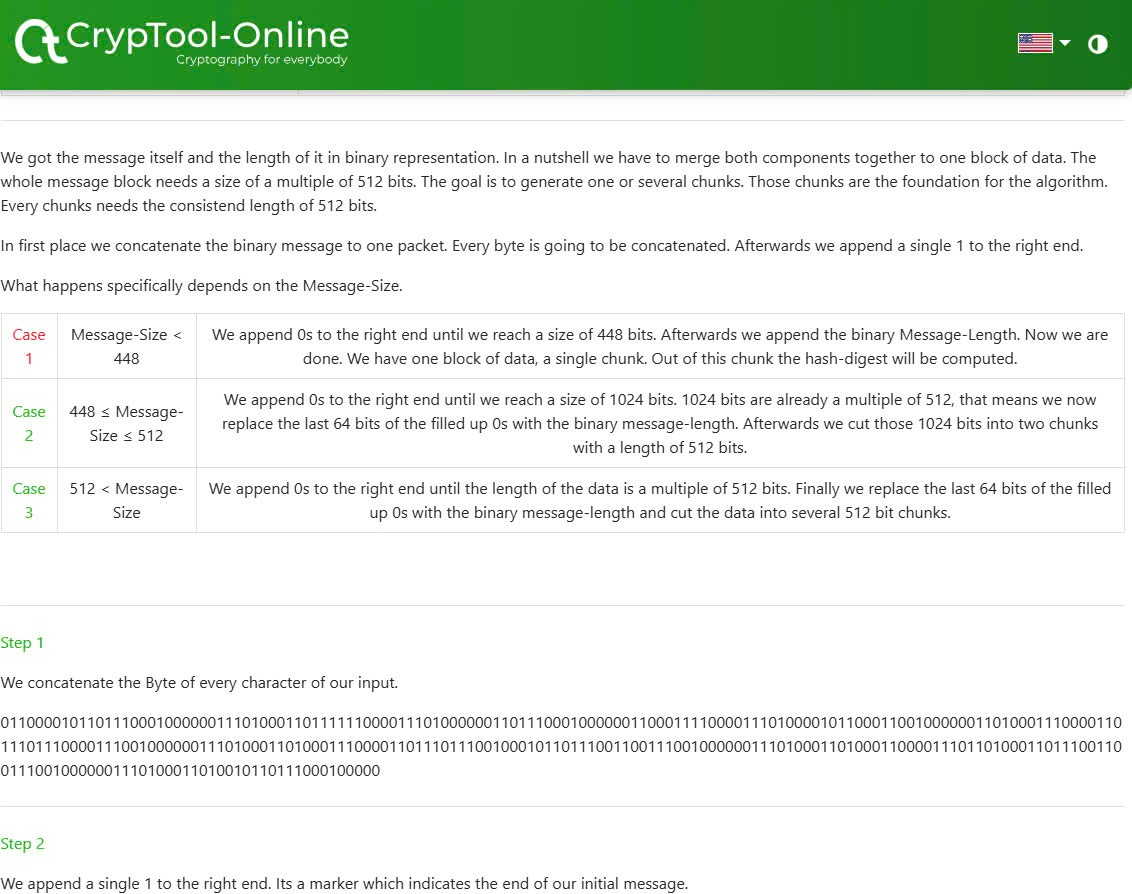 CrypTool-Online
Cryptography for everybody
We got the message itself and the length of it in binary representation. In a nutshell we have to merge both components together to one block of data. The
whole message block needs a size of a multiple of 512 bits. The goal is to generate one or several chunks. Those chunks are the foundation for the algorithm.
Every chunks needs the consistend length of 512 bits.
In first place we concatenate the binary message to one packet. Every byte is going to be concatenated. Afterwards we append a single 1 to the right end.
What happens specifically depends on the Message-Size.
Case
1
Message-Size <
448
We append 0s to the right end until we reach a size of 448 bits. Afterwards we append the binary Message-Length. Now we are
done. We have one block of data, a single chunk. Out of this chunk the hash-digest will be computed.
Case
2
448 ≤ Message-
Size ≤ 512
We append 0s to the right end until we reach a size of 1024 bits. 1024 bits are already a multiple of 512, that means we now
replace the last 64 bits of the filled up 0s with the binary message-length. Afterwards we cut those 1024 bits into two chunks
with a length of 512 bits.
Case
3
512 < Message-
Size
We append 0s to the right end until the length of the data is a multiple of 512 bits. Finally we replace the last 64 bits of the filled
up 0s with the binary message-length and cut the data into several 512 bit chunks.
Step 1
We concatenate the Byte of every character of our input.
Step 2
We append a single 1 to the right end. Its a marker which indicates the end of our initial message.